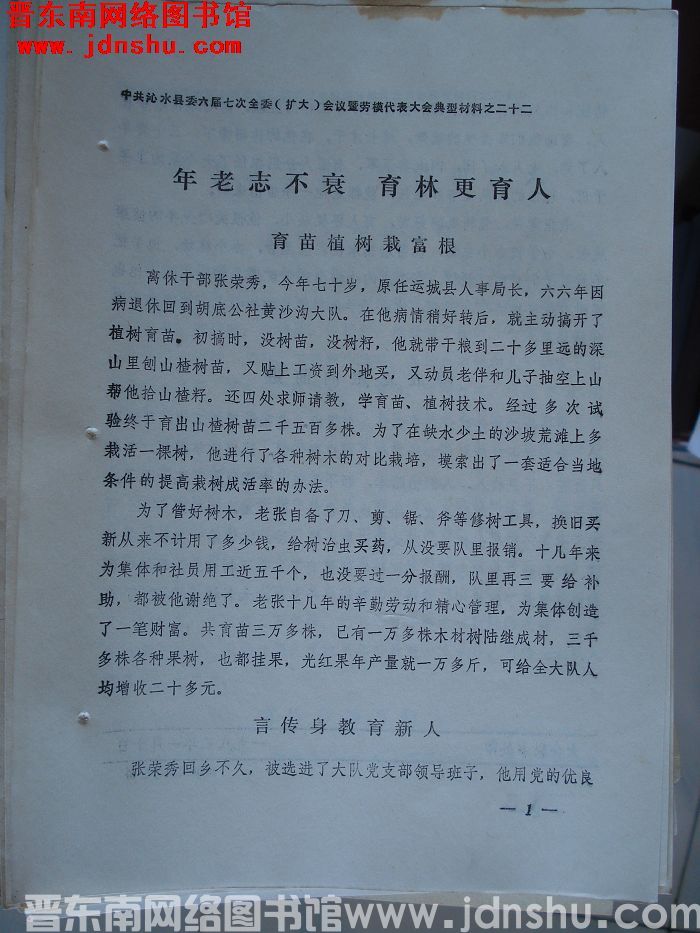 晋东南网络图书馆
www.jdnshu.com
中共沁水县委六届七次全委（扩大）会议暨劳模代表大会典型材料之二十二
年老志不衰 育林更育人
育苗植树栽富根
离休干部张荣秀，今年七十岁，原任运城县人事局长，六六年因
病退休回到胡底公社黄沙沟大队。在他病情稍好转后，就主动搞开了
植树育苗。初搞时，没树苗，没树籽，他就带干粮到二十多里远的深
山里刨山楂树苗，又贴上工资到外地买，又动员老伴和儿子抽空上山
帮他拾山楂籽。还四处求师请教，学育苗、植树技术。经过多次试
验终于育出山楂树苗二千五百多株。为了在缺水少土的沙坡荒滩上多
栽活一棵树，他进行了各种树木的对比栽培，摸索出了一套适合当地
条件的提高栽树成活率的办法。
为了管好树木，老张自备了刀、剪、锯、斧等修树工具，换旧买
新从来不计用了多少钱，给树治虫买药，从没要队里报销。十几年来
为集体和社员用工近五千个，也没要过一分报酬，队里再三要给补
助，都被他谢绝了。老张十几年的辛勤劳动和精心管理，为集体创造
了一笔财富。共育苗三万多株，已有一万多株木材树陆继成材，三千
多株各种果树，也都挂果，光红果年产量就一万多斤，可给全大队人
均增收二十多元。
言传身教育新人
张荣秀回乡不久，被选进了大队党支部领导班子，他用党的优良
—1—
晋东南网络图书馆www.jdnshu.com